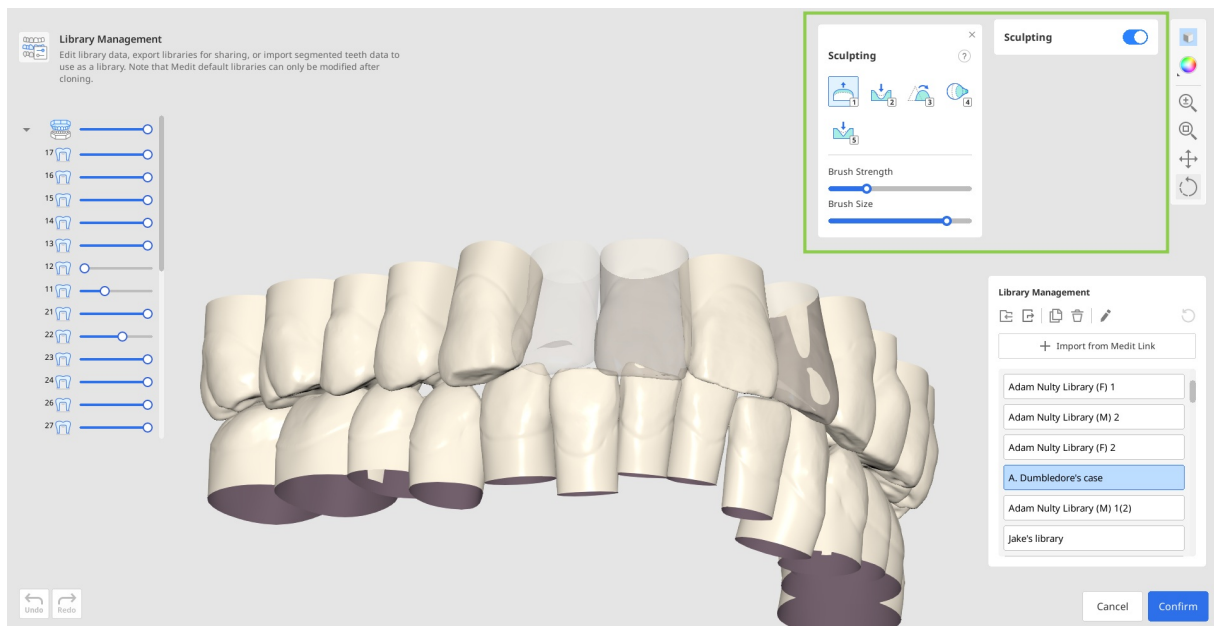 Library Management
Edit library data, export libraries for sharing, or import segmented teeth data to
use as a library. Note that Medit default libraries can only be modified after
cloning.
17
16
15
14
13
12
11
21
22
23
24
26
27
Undo
Redo
Sculpting
?
1
2
3
4
5
Brush Strength
Brush Size
Sculpting
Library Management
+ Import from Medit Link
Adam Nulty Library (F) 1
Adam Nulty Library (M) 2
Adam Nulty Library (F) 2
A. Dumbledore's case
Adam Nulty Library (M) 1(2)
Jake's library
Cancel
Confirm